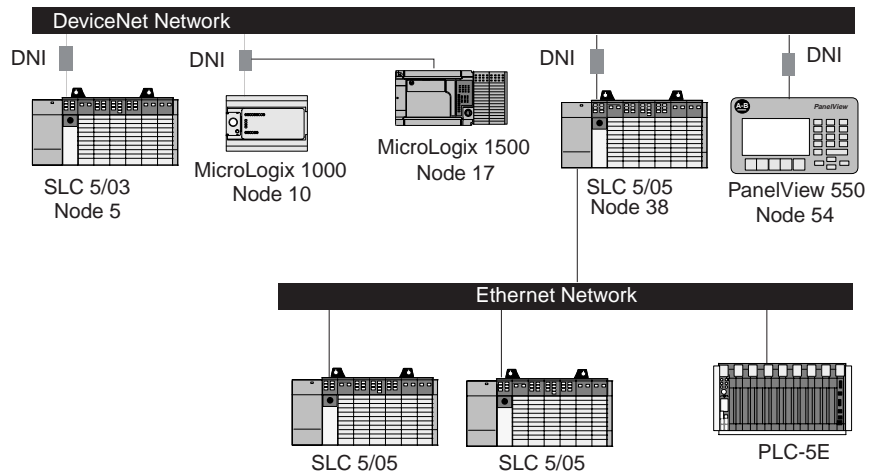 DeviceNet Network
DNI
DNI
DNI
DNI
AB
PanelView
SLC 5/03
Node 5
MicroLogix 1000
Node 10
MicroLogix 1500
Node 17
SLC 5/05
Node 38
PanelView 550
Node 54
Ethernet Network
SLC 5/05
SLC 5/05
PLC-5E